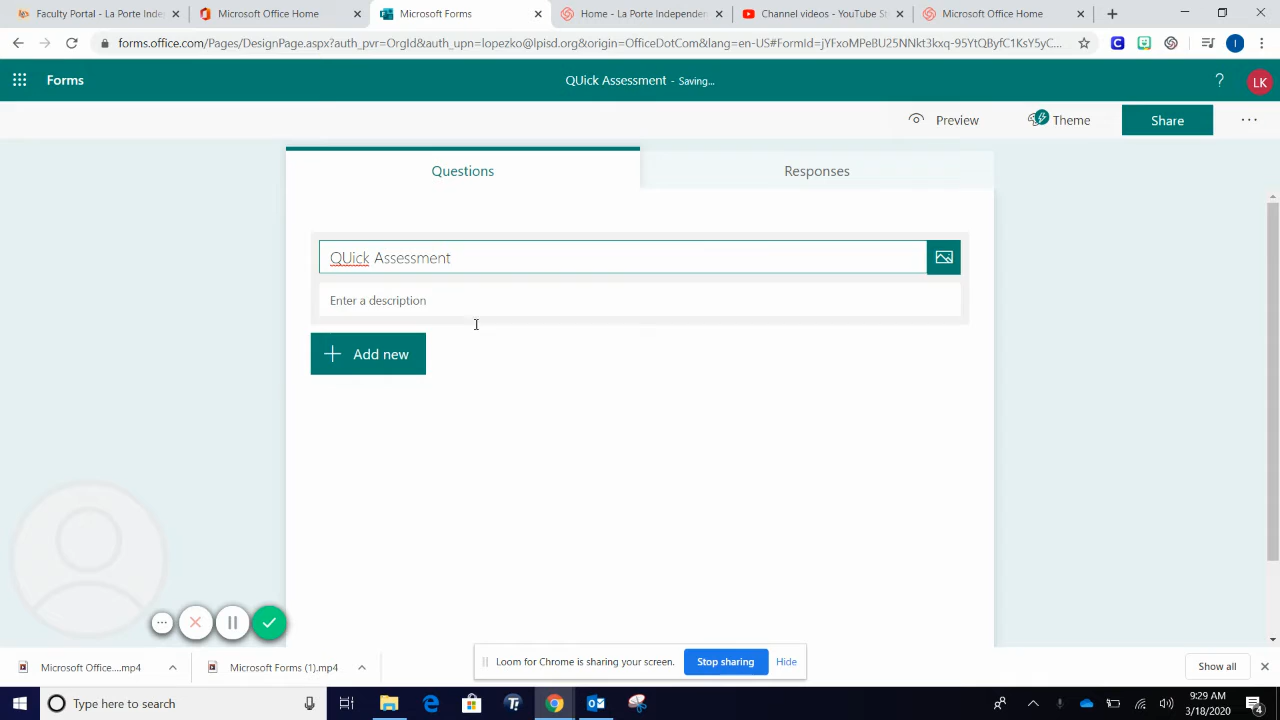 Faculty Portal - La Porte Inde
Microsoft Office Home
Microsoft Forms
Home - La Porte Independen
Channel videos - YouTube St
Microsoft Office Home
forms.office.com/Pages/DesignPage.aspx?auth_pvr=OrgId&auth_upn=lopezko@lpisd.org&origin=OfficeDotCom&lang=en-US#FormId=jYFxoMPeBU25NNkt3kxq-95YtQByfC1KsY5yC...
Forms
QUick Assessment - Saving...
?
LK
Preview
Theme
Share
Questions
Responses
QUick Assessment
Enter a description
Add new
Microsoft Office....mp4
Microsoft Forms (1).mp4
Loom for Chrome is sharing your screen.
Stop sharing
Hide
Show all
Type here to search
9:29 AM
3/18/2020
4